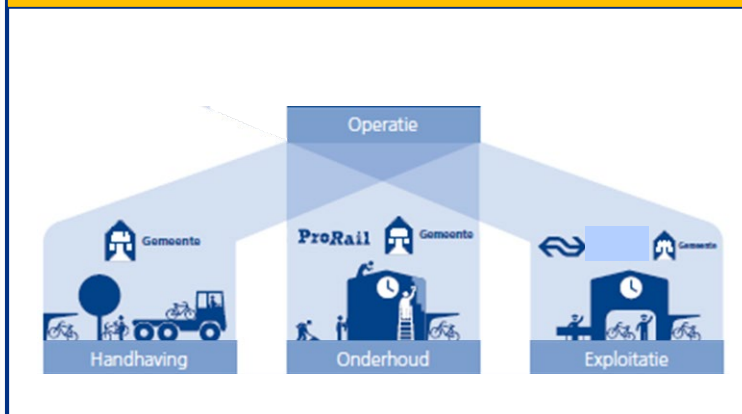 Operatie
Gemeente
ProRail
Gemeente
Gemeente
Handhaving
Onderhoud
Exploitatie